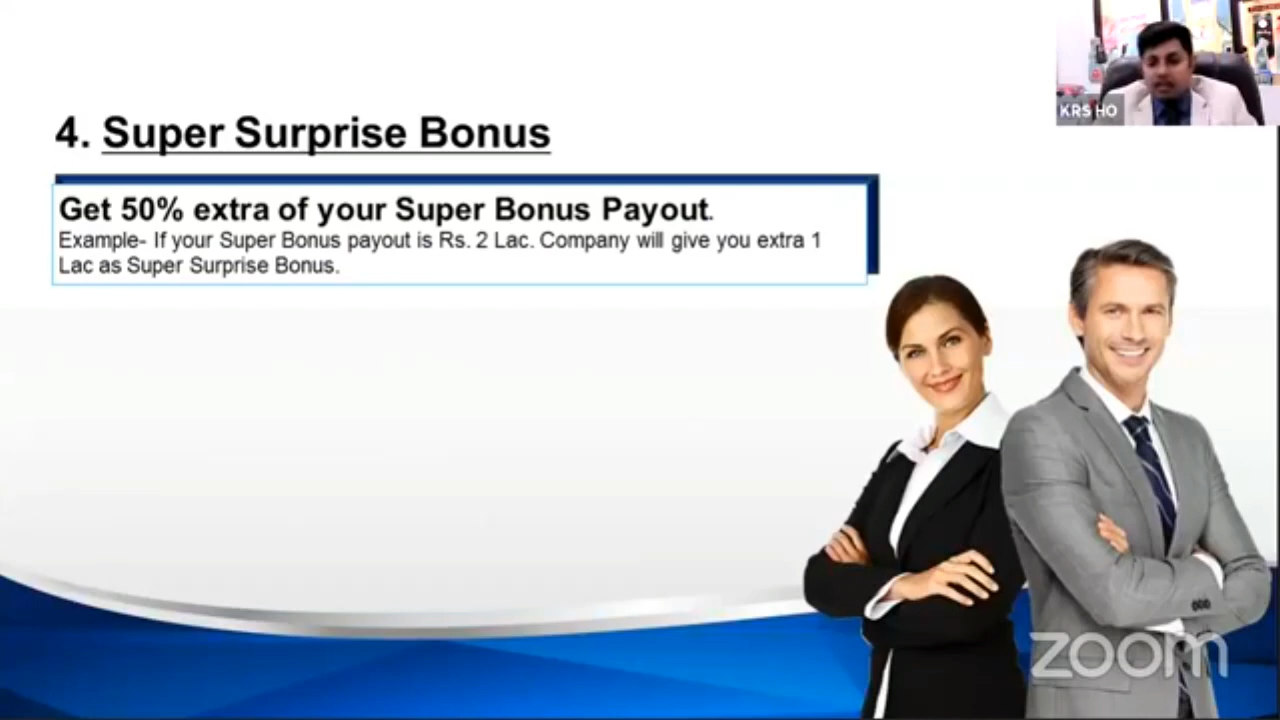 KRS HO
4. Super Surprise Bonus
Get 50% extra of your Super Bonus Payout.
Example- If your Super Bonus payout is Rs. 2 Lac. Company will give you extra 1
Lac as Super Surprise Bonus.
zoom